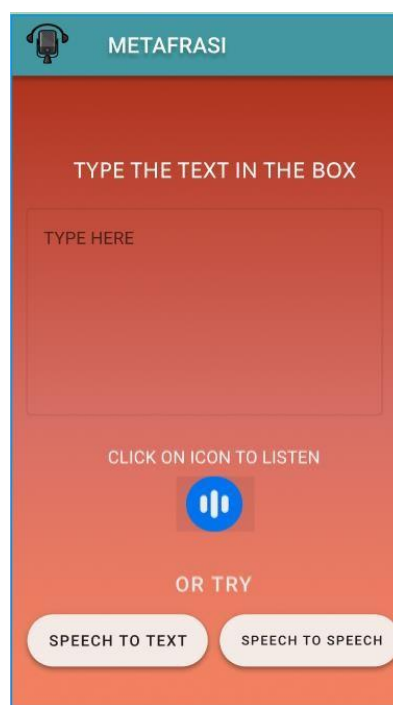 METAFRASI
TYPE THE TEXT IN THE BOX
TYPE HERE
CLICK ON ICON TO LISTEN
OR TRY
SPEECH TO TEXT
SPEECH TO SPEECH